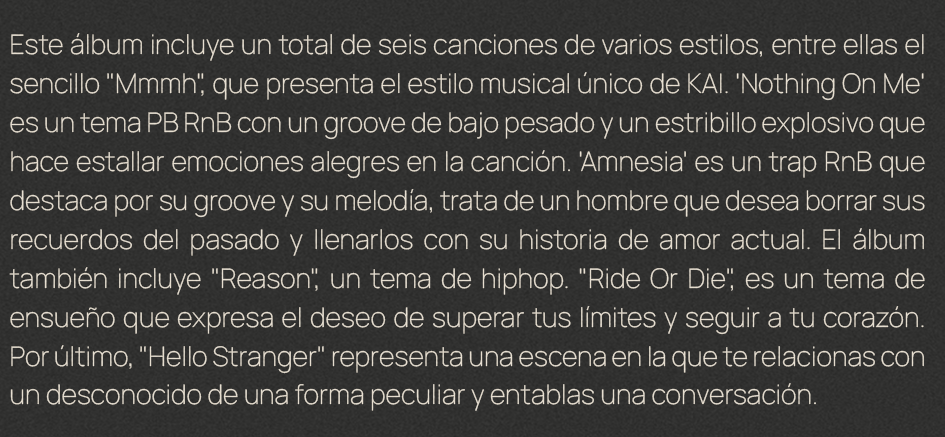 Este álbum incluye un total de seis canciones de varios estilos, entre ellas el
sencillo "Mmmh", que presenta el estilo musical único de KAI. 'Nothing On Me'
es un tema PB RnB con un groove de bajo pesado y un estribillo explosivo que
hace estallar emociones alegres en la canción. 'Amnesia' es un trap RnB que
destaca por su groove y su melodía, trata de un hombre que desea borrar sus
recuerdos del pasado y llenarlos con su historia de amor actual. El álbum
también incluye "Reason", un tema de hiphop. "Ride Or Die", es un tema de
ensueño que expresa el deseo de superar tus límites y seguir a tu corazón.
Por último, "Hello Stranger" representa una escena en la que te relacionas con
un desconocido de una forma peculiar y entablas una conversación.